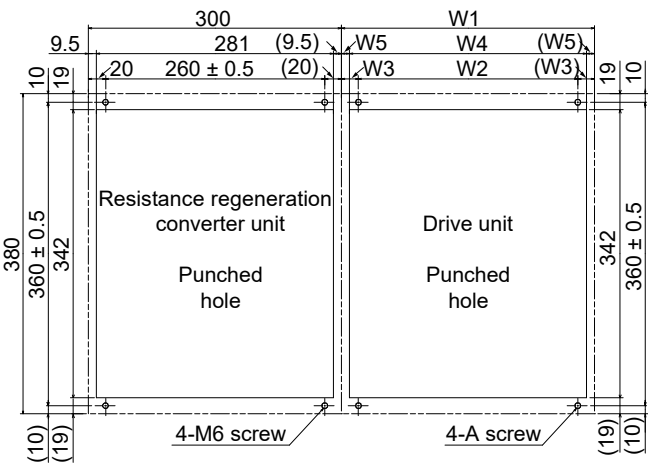 300 W1
9.5 281 (9.5) W5 W4 (W5)
20 260 ± 0.5 (20) W3 W2 (W3)
10 19 19 10
380 360 ± 0.5 342 342 360 ± 0.5
Resistance regeneration
converter unit
Punched
hole
Drive unit
Punched
hole
4-M6 screw 4-A screw
(10) (19) (19) (10)